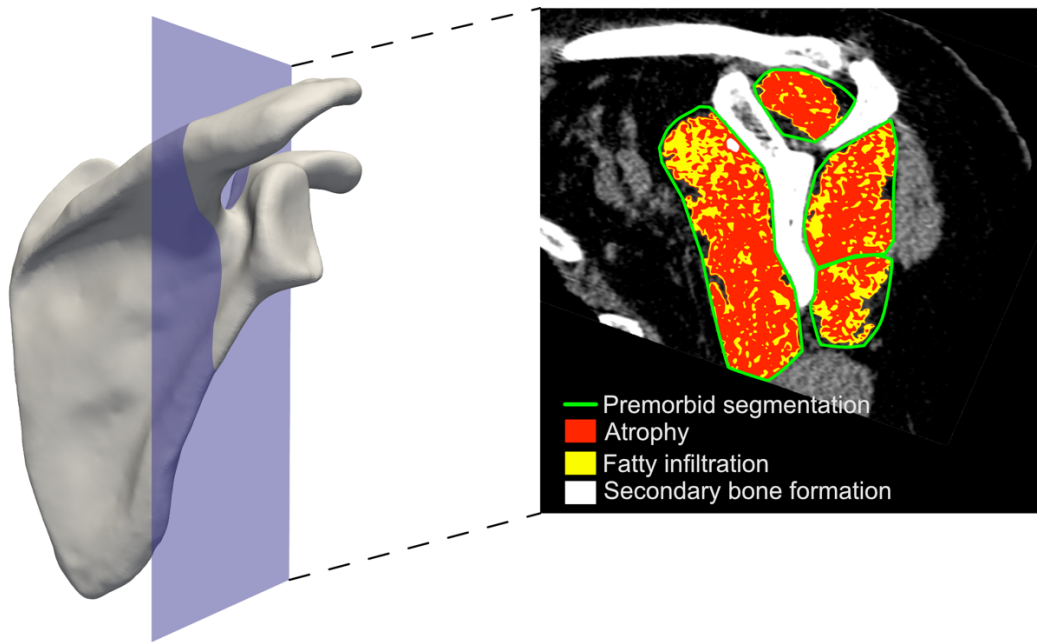 Premorbid segmentation
Atrophy
Fatty infiltration
Secondary bone formation